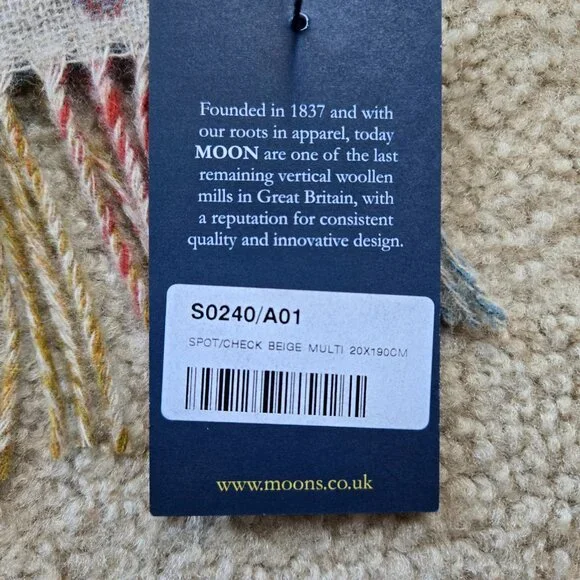 Founded in 1837 and with
our roots in apparel, today
MOON are one of the last
remaining vertical woollen
mills in Great Britain, with
a reputation for consistent
quality and innovative design.
S0240/A01
SPOT/CHECK BEIGE MULTI 20X190CM
www.moons.co.uk